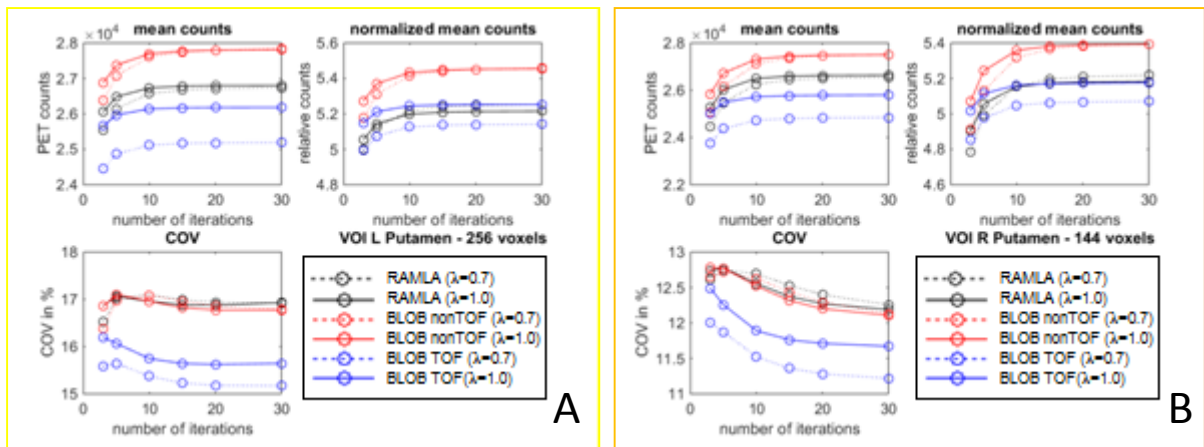 mean counts
normalized mean counts
×10⁴
2.8
2.7
2.6
2.5
2.4
PET counts
0
10
20
30
number of iterations
5.6
5.4
5.2
5
4.8
relative counts
0
10
20
30
number of iterations
COV
18
17
16
15
COV in %
0
10
20
30
number of iterations
VOI L Putamen - 256 voxels
RAMLA (λ=0.7)
RAMLA (λ=1.0)
BLOB nonTOF (λ=0.7)
BLOB nonTOF (λ=1.0)
BLOB TOF (λ=0.7)
BLOB TOF(λ=1.0)
A
mean counts
normalized mean counts
×10⁴
2.8
2.6
2.4
2.2
PET counts
0
10
20
30
number of iterations
5.4
5.2
5
4.8
4.6
relative counts
0
10
20
30
number of iterations
COV
13
12.5
12
11.5
11
COV in %
0
10
20
30
number of iterations
VOI R Putamen - 144 voxels
RAMLA (λ=0.7)
RAMLA (λ=1.0)
BLOB nonTOF (λ=0.7)
BLOB nonTOF (λ=1.0)
BLOB TOF (λ=0.7)
BLOB TOF(λ=1.0)
B